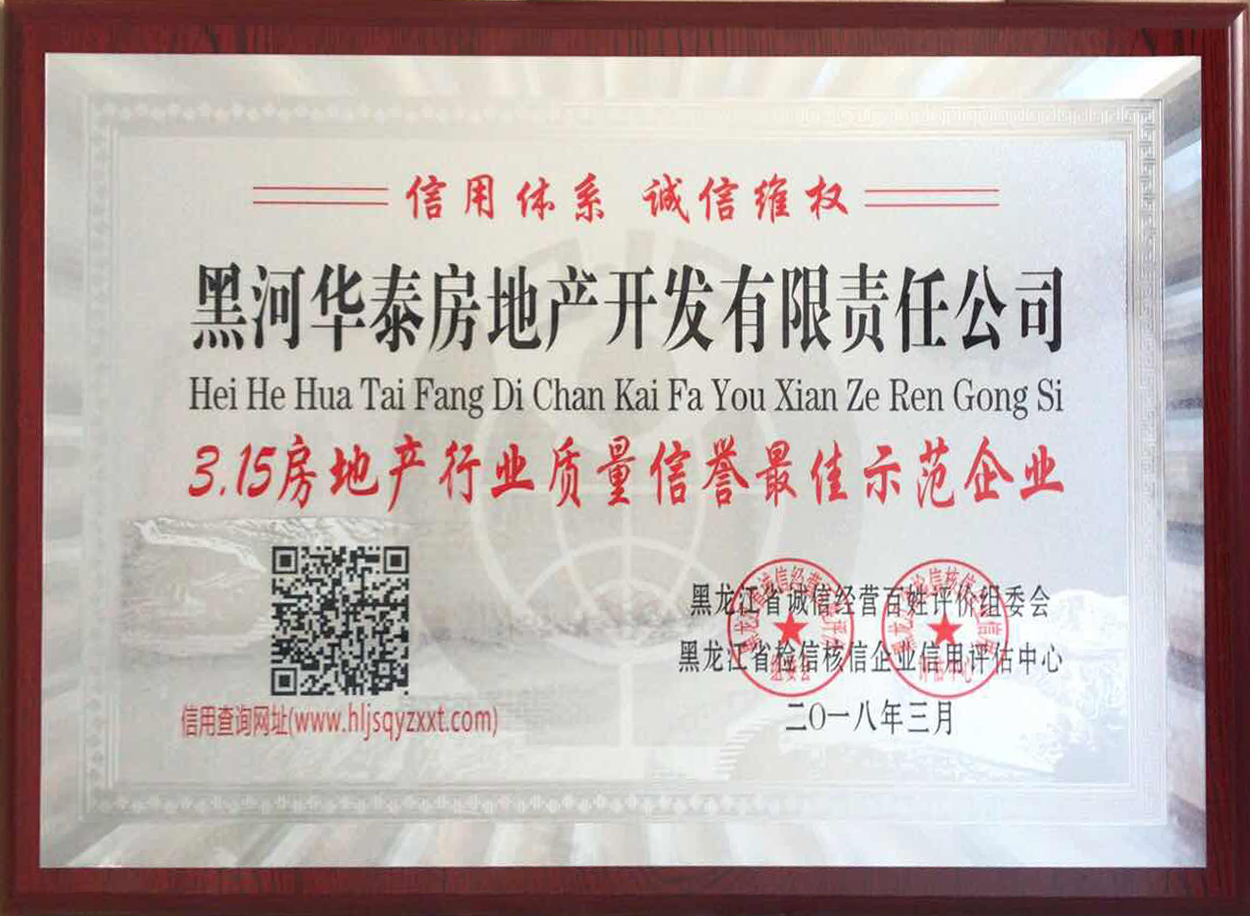 信用体系 诚信维权
黑河华泰房地产开发有限责任公司
Hei He Hua Tai Fang Di Chan Kai Fa You Xian Ze Ren Gong Si
3.15房地产行业质量信誉最佳示范企业
黑龙江省诚信经营百姓评价组委会
黑龙江省检信核信企业信用评估中心
二〇一八年三月
信用查询网址(www.hljsqyzxxt.com)